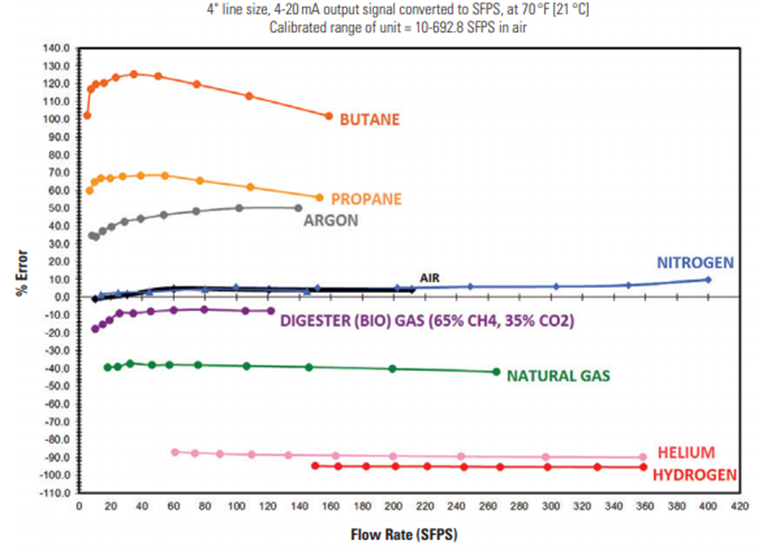 4" line size, 4-20 mA output signal converted to SFPS, at 70 °F [21 °C]
Calibrated range of unit = 10-692.8 SFPS in air
140.0
130.0
120.0
110.0
100.0
90.0
80.0
70.0
60.0
50.0
40.0
30.0
20.0
10.0
0.0
-10.0
-20.0
-30.0
-40.0
-50.0
-60.0
-70.0
-80.0
-90.0
-100.0
-110.0
% Error
BUTANE
PROPANE
ARGON
NITROGEN
AIR
DIGESTER (BIO) GAS (65% CH4, 35% CO2)
NATURAL GAS
HELIUM
HYDROGEN
0 20 40 60 80 100 120 140 160 180 200 220 240 260 280 300 320 340 360 380 400 420
Flow Rate (SFPS)